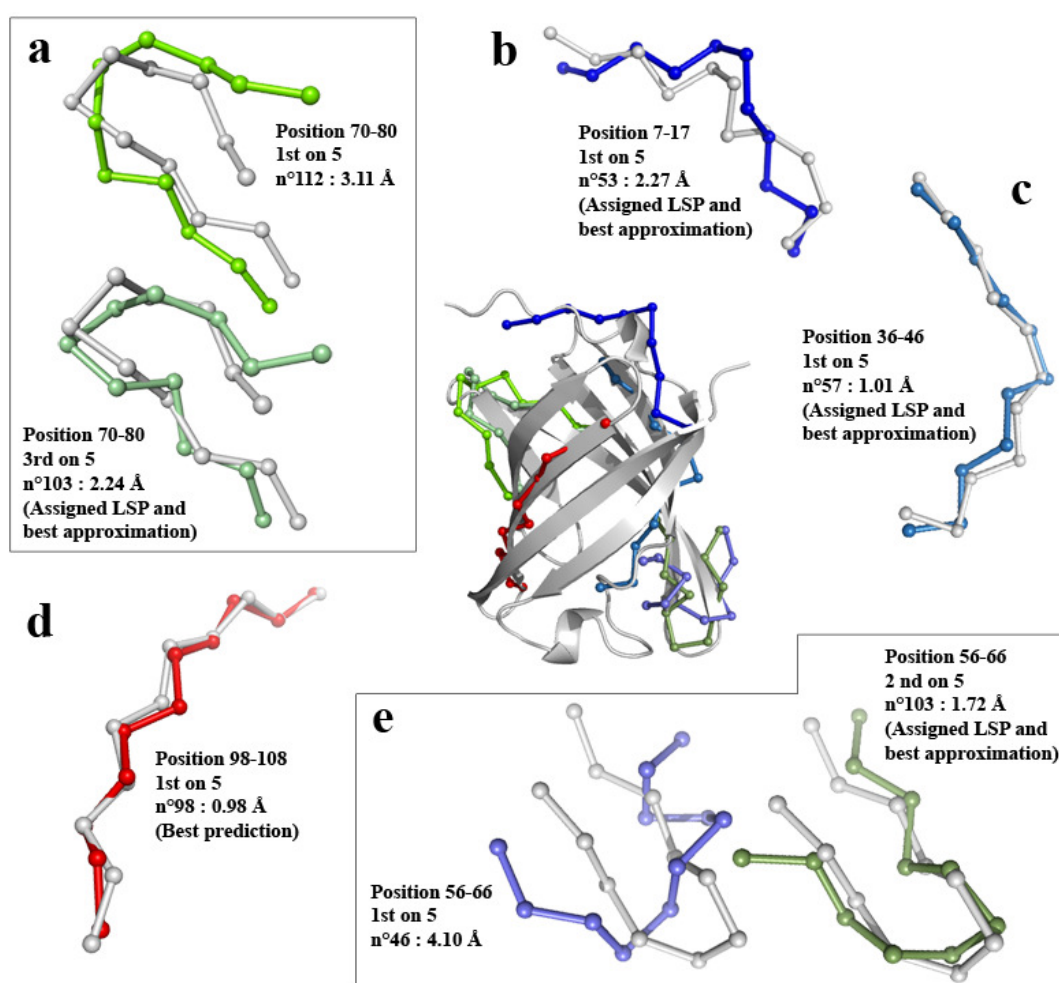 a
Position 70-80
1st on 5
n°112 : 3.11 Å
Position 70-80
3rd on 5
n°103 : 2.24 Å
(Assigned LSP and
best approximation)
b
Position 7-17
1st on 5
n°53 : 2.27 Å
(Assigned LSP and
best approximation)
c
Position 36-46
1st on 5
n°57 : 1.01 Å
(Assigned LSP and
best approximation)
d
Position 98-108
1st on 5
n°98 : 0.98 Å
(Best prediction)
e
Position 56-66
1st on 5
n°46 : 4.10 Å
Position 56-66
2 nd on 5
n°103 : 1.72 Å
(Assigned LSP and
best approximation)